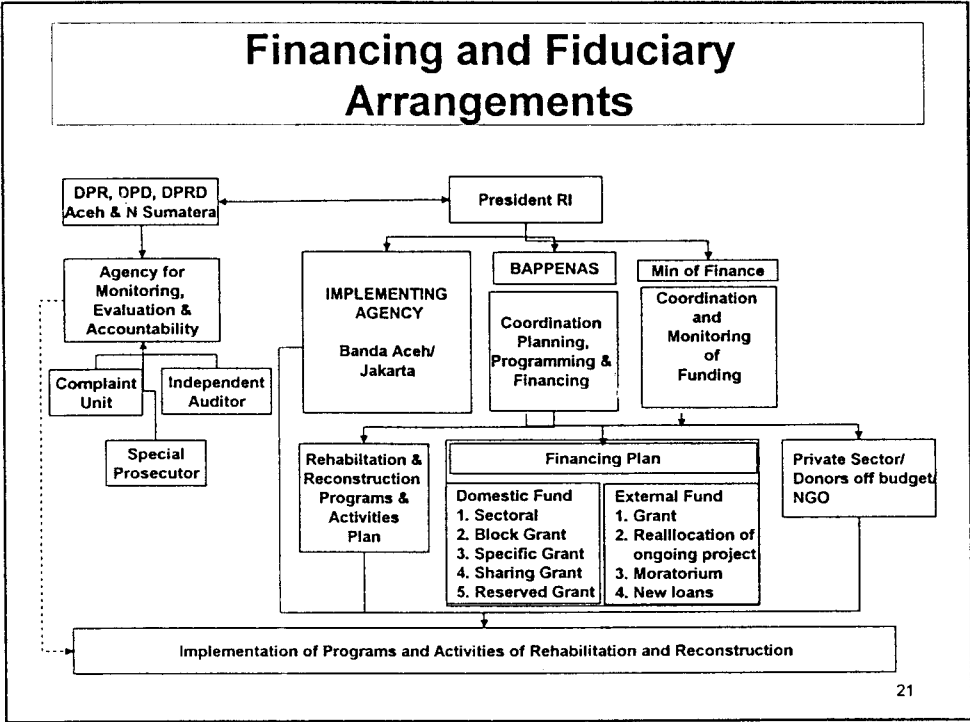 Financing and Fiduciary
Arrangements
DPR, DPD, DPRD
Aceh & N Sumatera
President RI
Agency for
Monitoring,
Evaluation &
Accountability
IMPLEMENTING
AGENCY
Banda Aceh/
Jakarta
BAPPENAS
Coordination
Planning,
Programming &
Financing
Min of Finance
Coordination
and
Monitoring
of
Funding
Complaint
Unit
Independent
Auditor
Special
Prosecutor
Rehabiltation &
Reconstruction
Programs &
Activities
Plan
Financing Plan
Domestic Fund
1. Sectoral
2. Block Grant
3. Specific Grant
4. Sharing Grant
5. Reserved Grant
External Fund
1. Grant
2. Realllocation of
ongoing project
3. Moratorium
4. New loans
Private Sector/
Donors off budget/
NGO
Implementation of Programs and Activities of Rehabilitation and Reconstruction
21